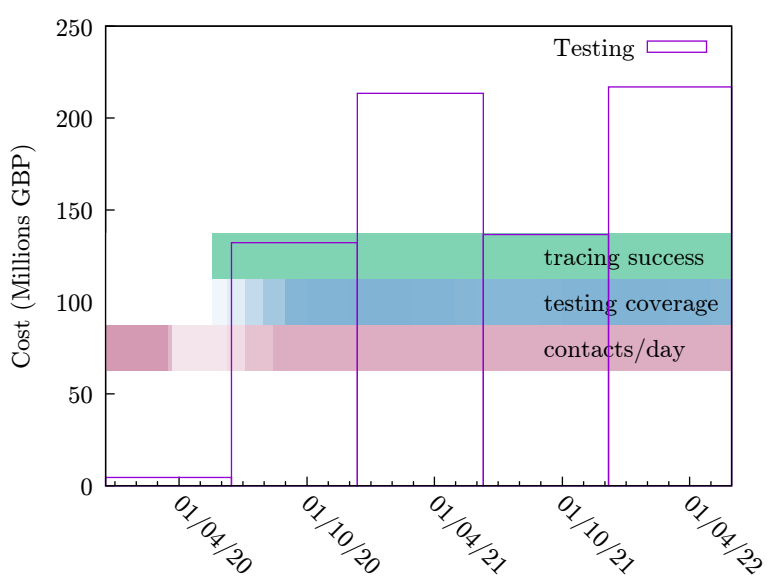 250
200
150
100
50
0
Cost (Millions GBP)
Testing
tracing success
testing coverage
contacts/day
01/04/20
01/10/20
01/04/21
01/10/21
01/04/22